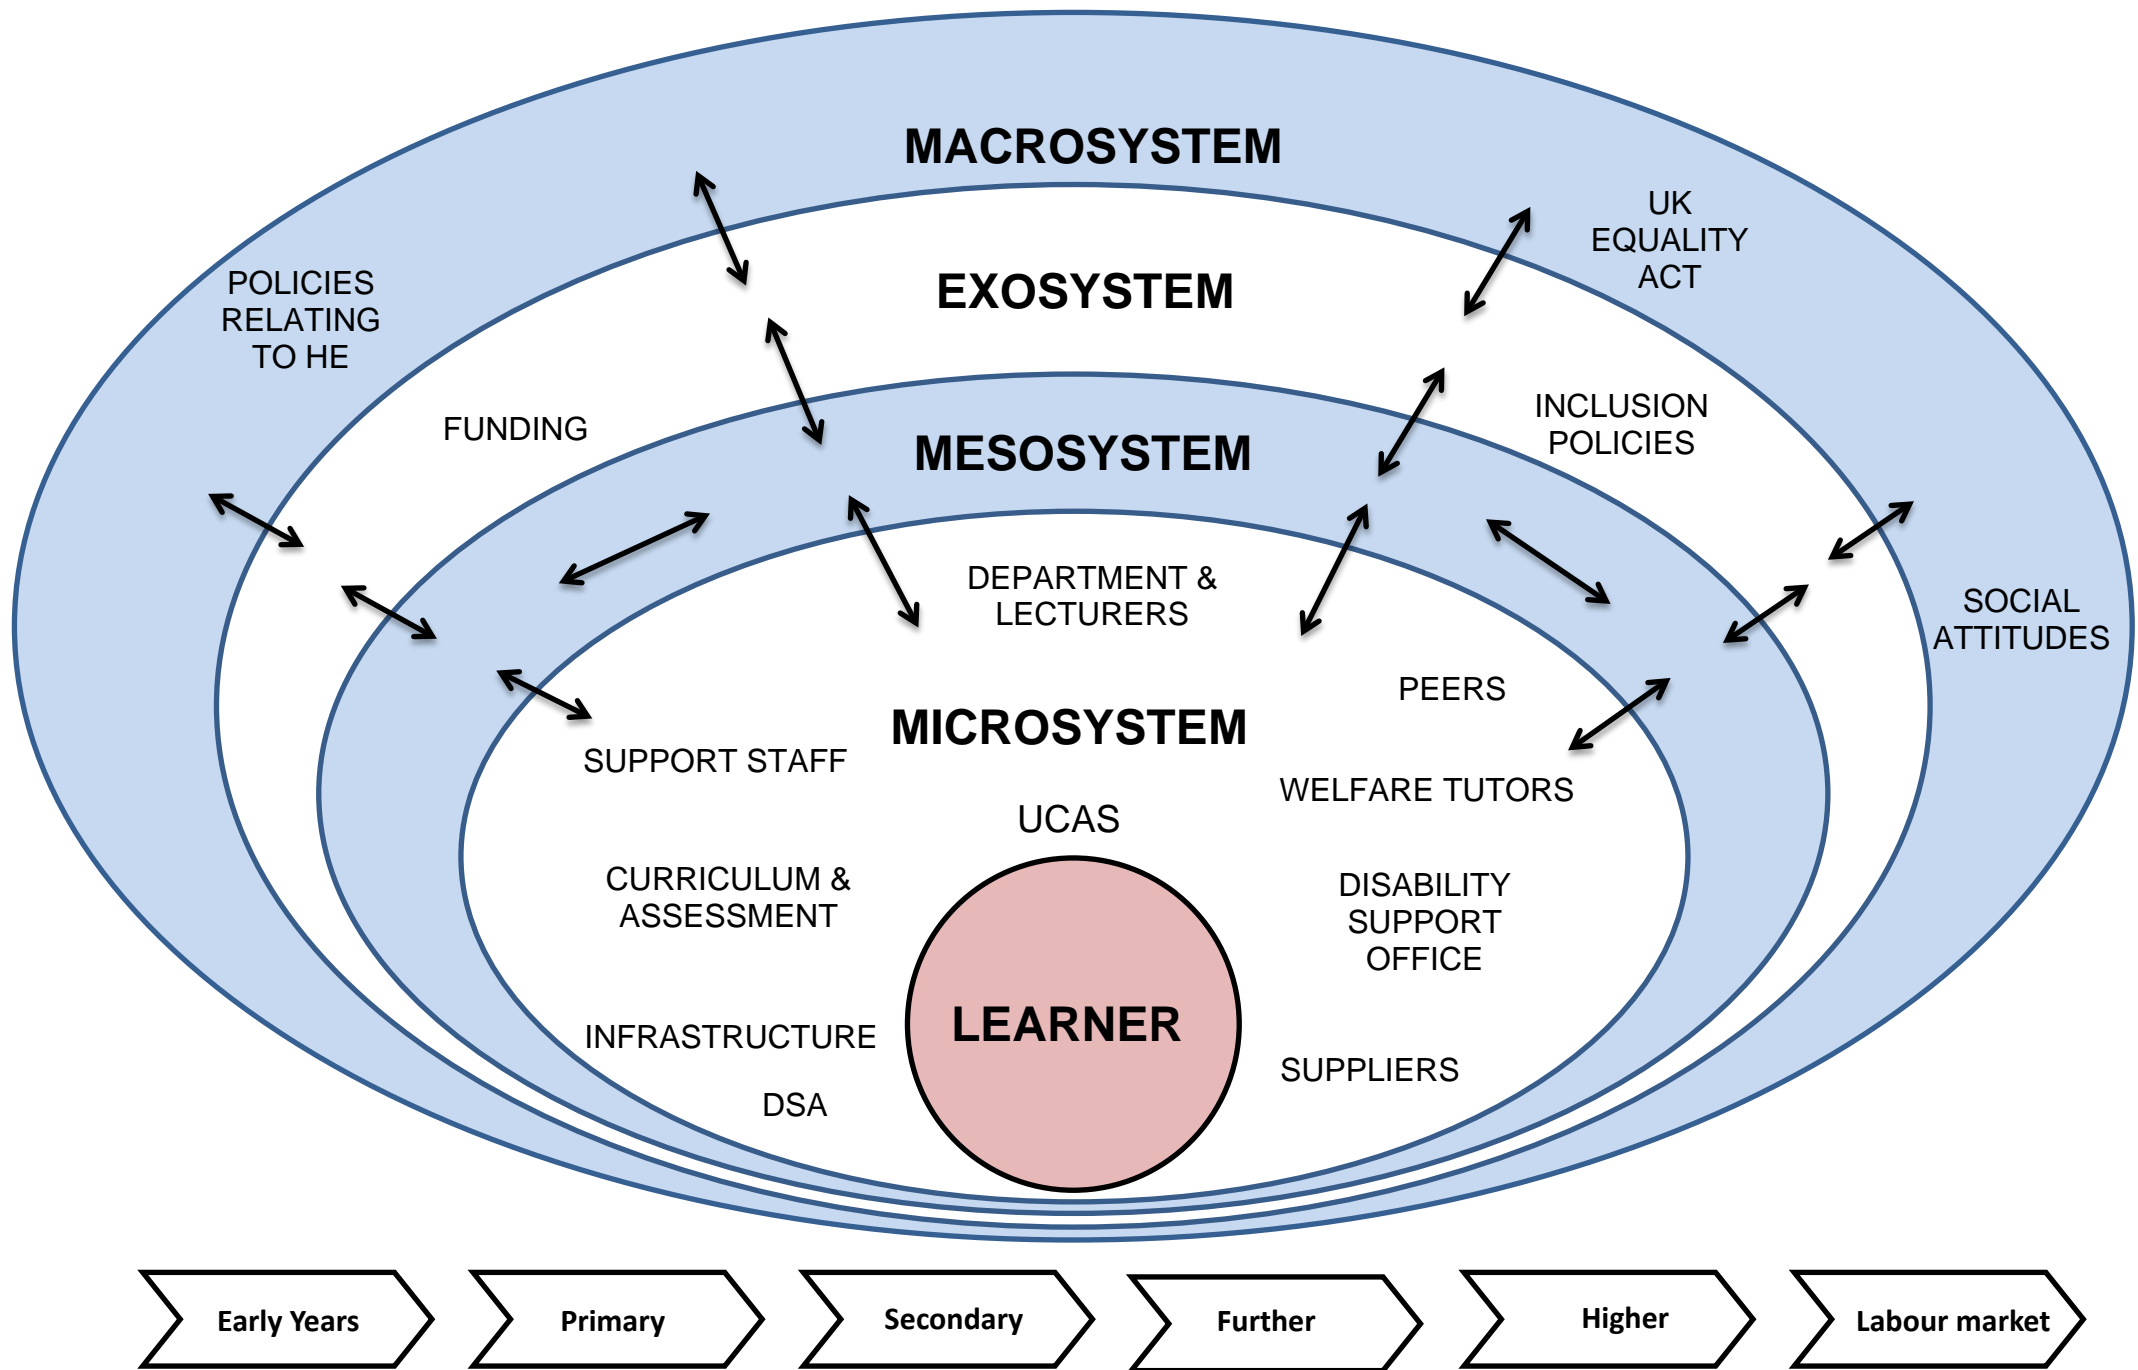 MACROSYSTEM
UK
EQUALITY
ACT
POLICIES
RELATING
TO HE
EXOSYSTEM
FUNDING
INCLUSION
POLICIES
MESOSYSTEM
DEPARTMENT &
LECTURERS
SOCIAL
ATTITUDES
PEERS
MICROSYSTEM
SUPPORT STAFF
WELFARE TUTORS
UCAS
CURRICULUM &
ASSESSMENT
DISABILITY
SUPPORT
OFFICE
LEARNER
INFRASTRUCTURE
SUPPLIERS
DSA
Early Years
Primary
Secondary
Further
Higher
Labour market